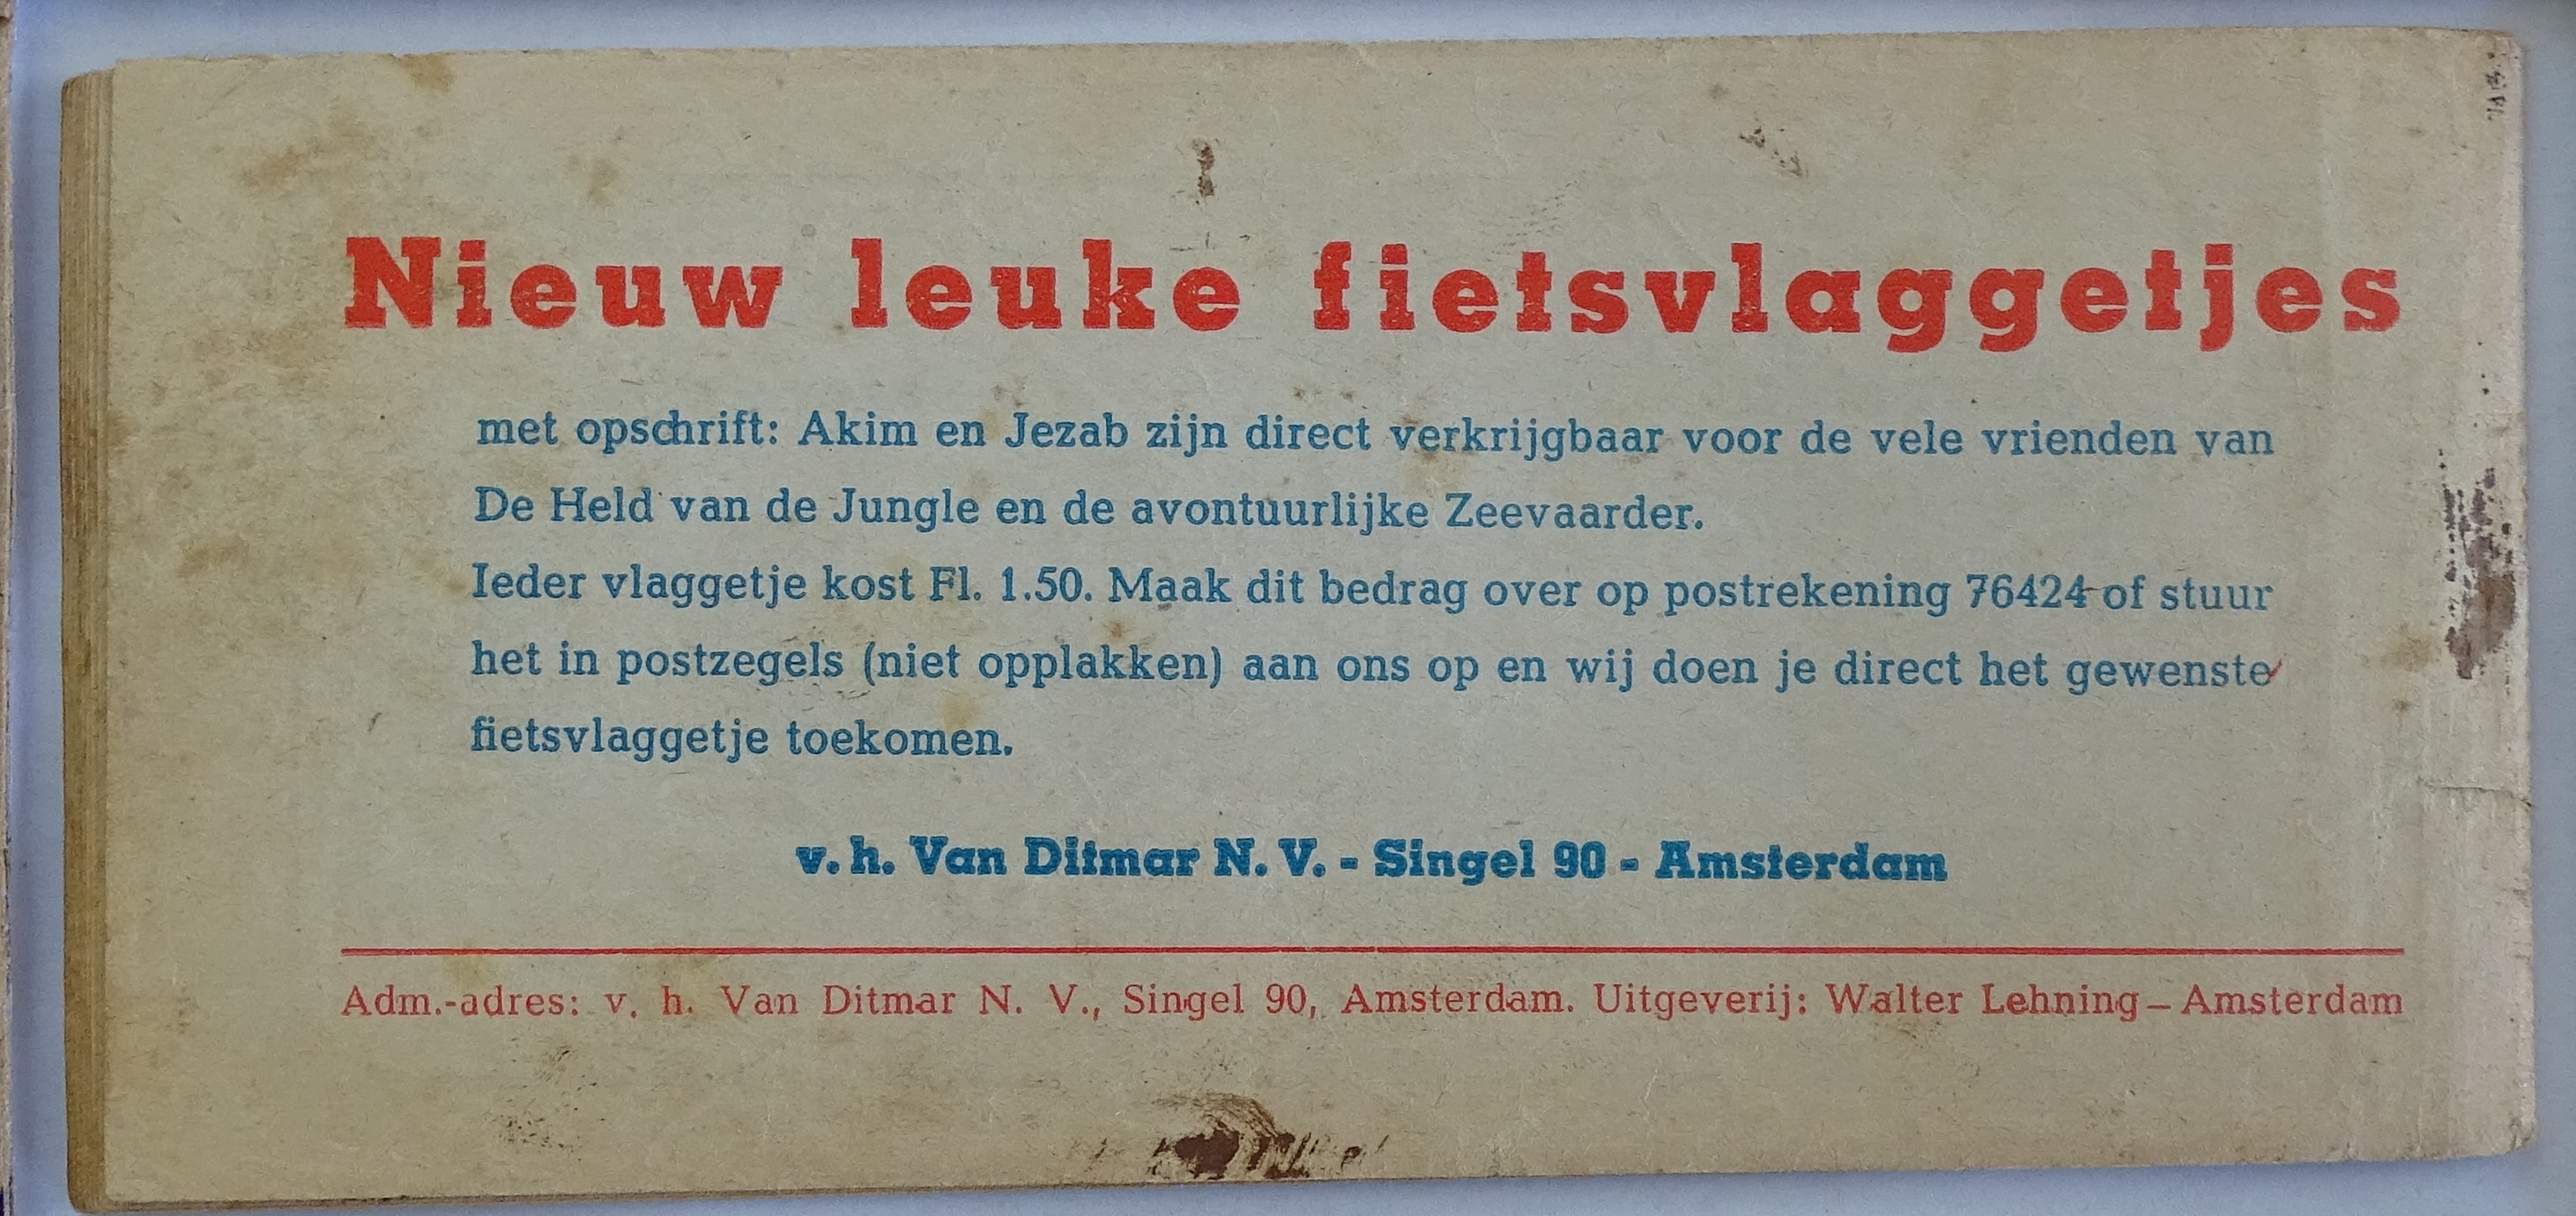 Nieuw leuke fietsvlaggetjes
met opschrift: Akim en Jezab zijn direct verkrijgbaar voor de vele vrienden van
De Held van de Jungle en de avontuurlijke Zeevaarder.
Ieder vlaggetje kost Fl. 1.50. Maak dit bedrag over op postrekening 76424 of stuur
het in postzegels (niet opplakken) aan ons op en wij doen je direct het gewenste
fietsvlaggetje toekomen.
v. h. Van Ditmar N. V. - Singel 90 - Amsterdam
Adm.-adres: v. h. Van Ditmar N. V., Singel 90, Amsterdam. Uitgeverij: Walter Lehning – Amsterdam